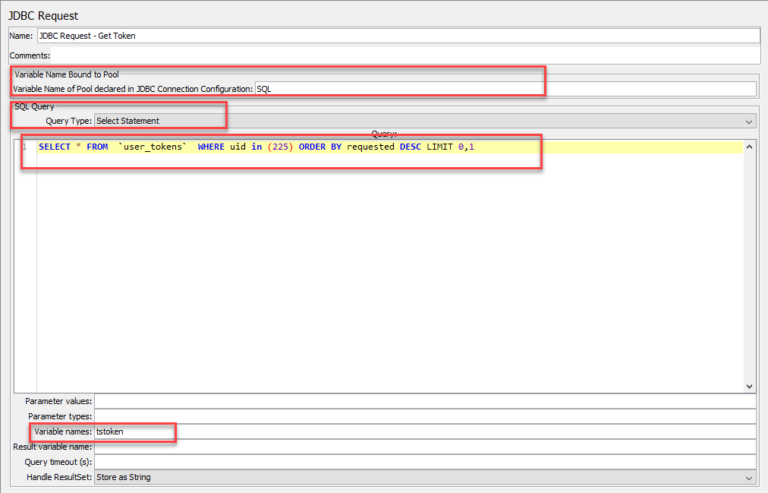 JDBC Request
Name: JDBC Request - Get Token
Comments:
Variable Name Bound to Pool
Variable Name of Pool declared in JDBC Connection Configuration: SQL
SQL Query
Query Type: Select Statement
Query:
1 SELECT * FROM `user_tokens` WHERE uid in (225) ORDER BY requested DESC LIMIT 0,1
Parameter values:
Parameter types:
Variable names: tstoken
Result variable name:
Query timeout (s):
Handle ResultSet: Store as String